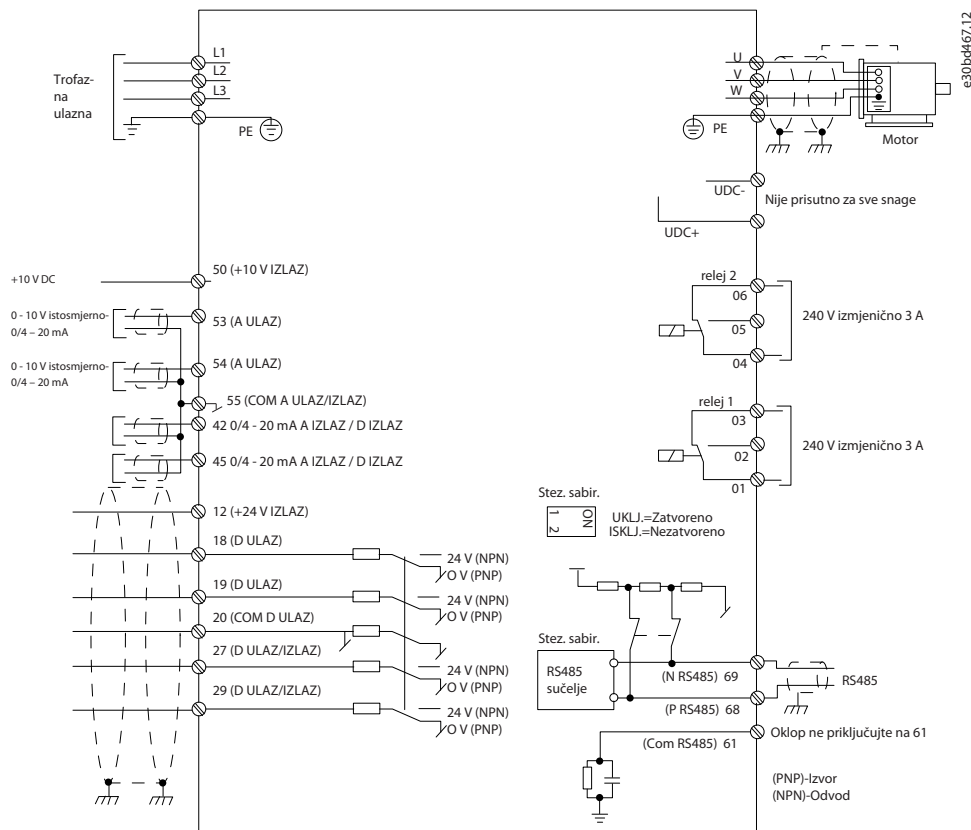 e30bd467.12
Trofaz-
na
ulazna
L1
L2
L3
PE
U
V
W
PE
Motor
UDC-
Nije prisutno za sve snage
UDC+
+10 V DC
50 (+10 V IZLAZ)
0 - 10 V istosmjerno-
0/4 – 20 mA
53 (A ULAZ)
0 - 10 V istosmjerno-
0/4 – 20 mA
54 (A ULAZ)
55 (COM A ULAZ/IZLAZ)
42 0/4 - 20 mA A IZLAZ / D IZLAZ
45 0/4 - 20 mA A IZLAZ / D IZLAZ
12 (+24 V IZLAZ)
18 (D ULAZ)
24 V (NPN)
O V (PNP)
19 (D ULAZ)
24 V (NPN)
O V (PNP)
20 (COM D ULAZ)
27 (D ULAZ/IZLAZ)
24 V (NPN)
O V (PNP)
29 (D ULAZ/IZLAZ)
24 V (NPN)
O V (PNP)
relej 2
06
05
04
240 V izmjenično 3 A
relej 1
03
02
01
240 V izmjenično 3 A
Stez. sabir.
1
2
ON
UKLJ.=Zatvoreno
ISKLJ.=Nezatvoreno
Stez. sabir.
RS485
sučelje
(N RS485) 69
RS485
(P RS485) 68
(Com RS485) 61
Oklop ne priključujte na 61
(PNP)-Izvor
(NPN)-Odvod